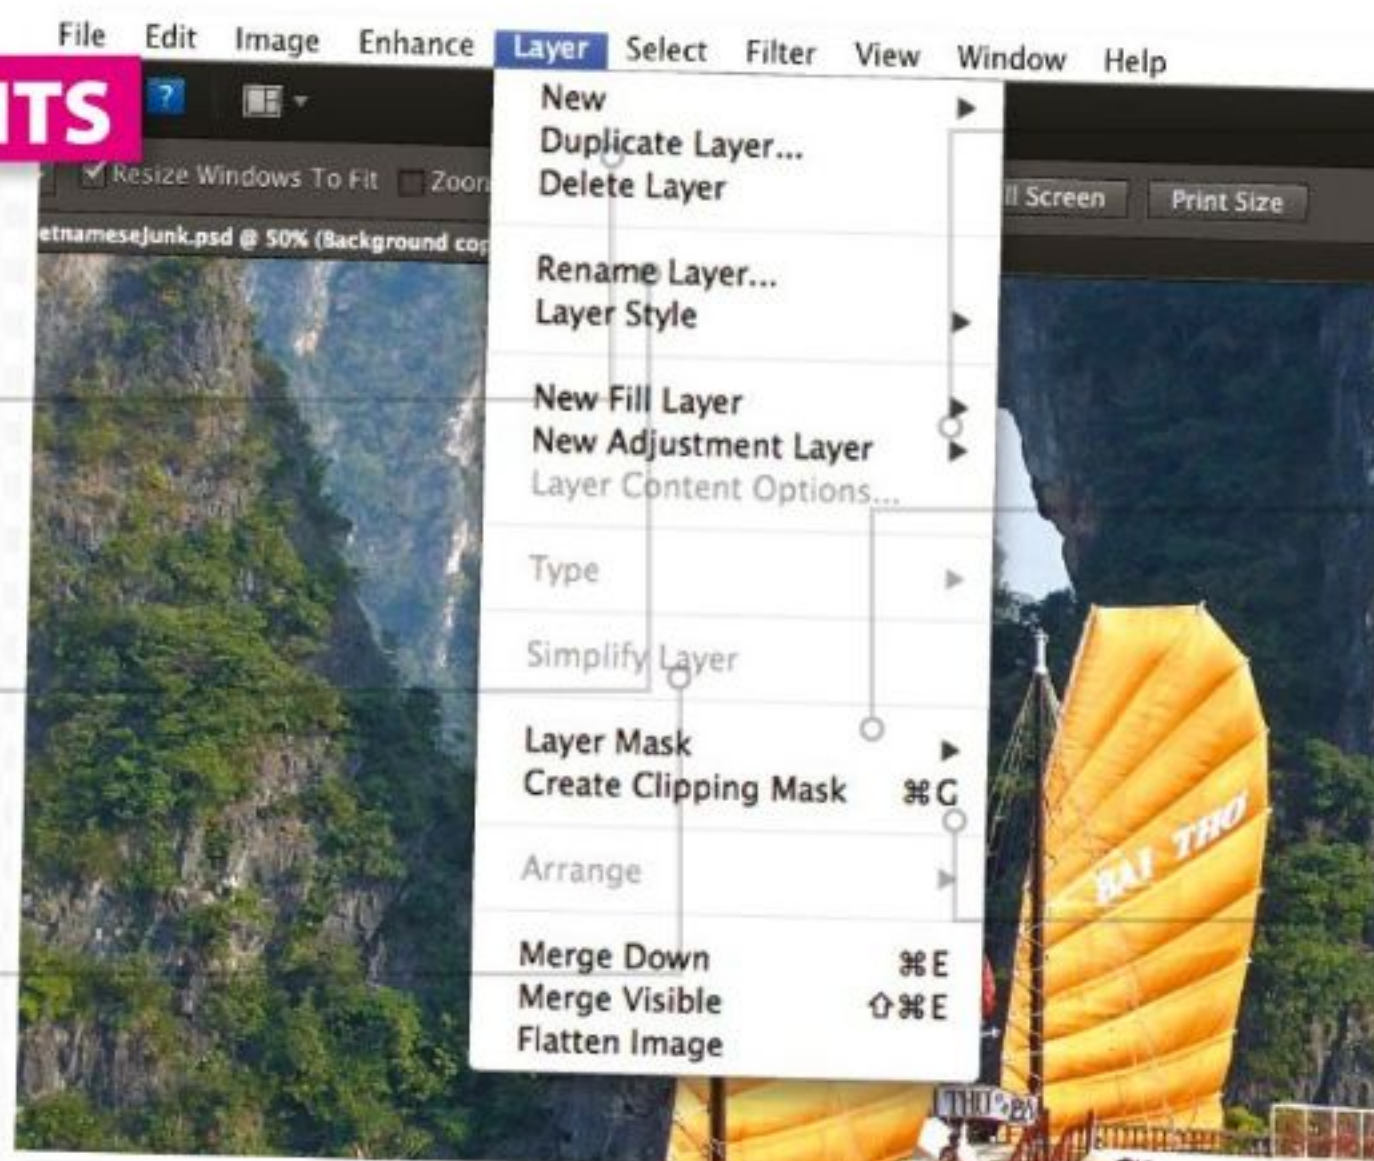 File Edit Image Enhance Layer Select Filter View Window Help
ITS
?
Resize Windows To Fit
Screen
Print Size
etnameseJunk.psd @ 50% (Background cop
New
Duplicate Layer...
Delete Layer
Rename Layer...
Layer Style
New Fill Layer
New Adjustment Layer
Layer Content Options...
Type
Simplify Layer
Layer Mask
Create Clipping Mask ⌘G
Arrange
Merge Down ⌘E
Merge Visible ⇧⌘E
Flatten Image
BAI THO